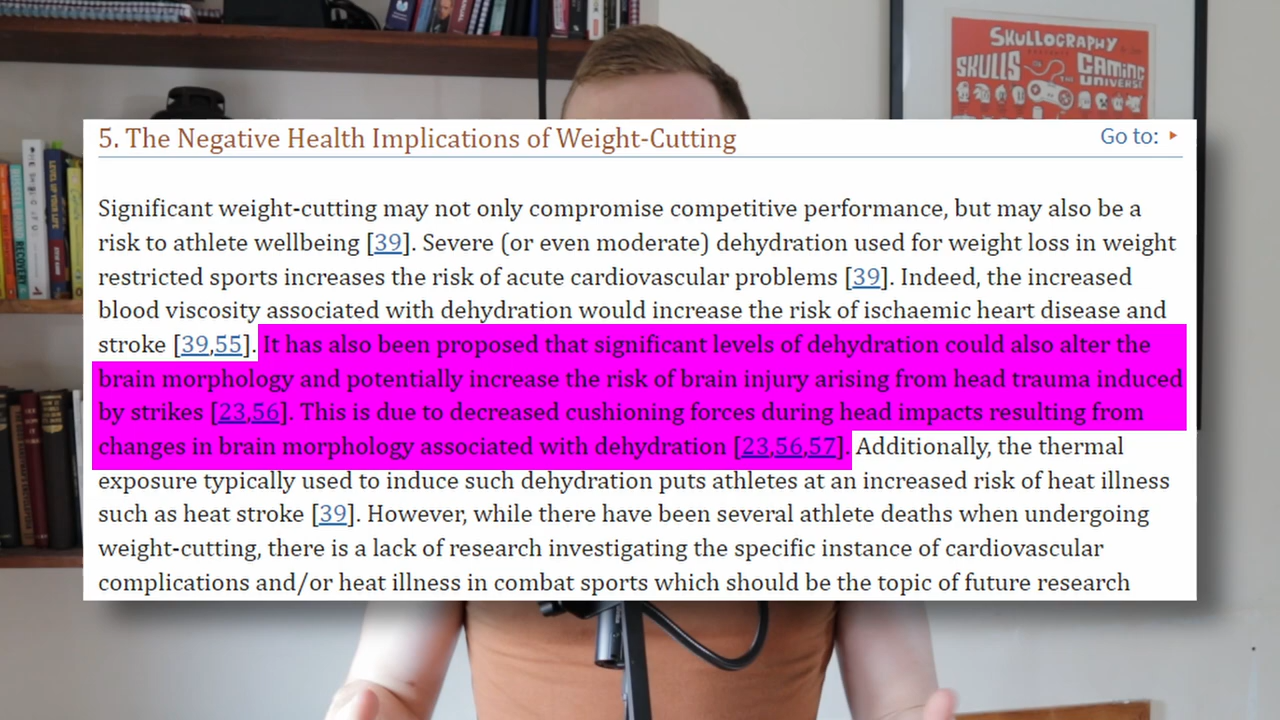 SKULLOGRAPHY
SKULLS
IN
THE
GAMING
UNIVERSE
5. The Negative Health Implications of Weight-Cutting
Go to:
Significant weight-cutting may not only compromise competitive performance, but may also be a
risk to athlete wellbeing [39]. Severe (or even moderate) dehydration used for weight loss in weight
restricted sports increases the risk of acute cardiovascular problems [39]. Indeed, the increased
blood viscosity associated with dehydration would increase the risk of ischaemic heart disease and
stroke [39,55]. It has also been proposed that significant levels of dehydration could also alter the
brain morphology and potentially increase the risk of brain injury arising from head trauma induced
by strikes [23,56]. This is due to decreased cushioning forces during head impacts resulting from
changes in brain morphology associated with dehydration [23,56,57]. Additionally, the thermal
exposure typically used to induce such dehydration puts athletes at an increased risk of heat illness
such as heat stroke [39]. However, while there have been several athlete deaths when undergoing
weight-cutting, there is a lack of research investigating the specific instance of cardiovascular
complications and/or heat illness in combat sports which should be the topic of future research